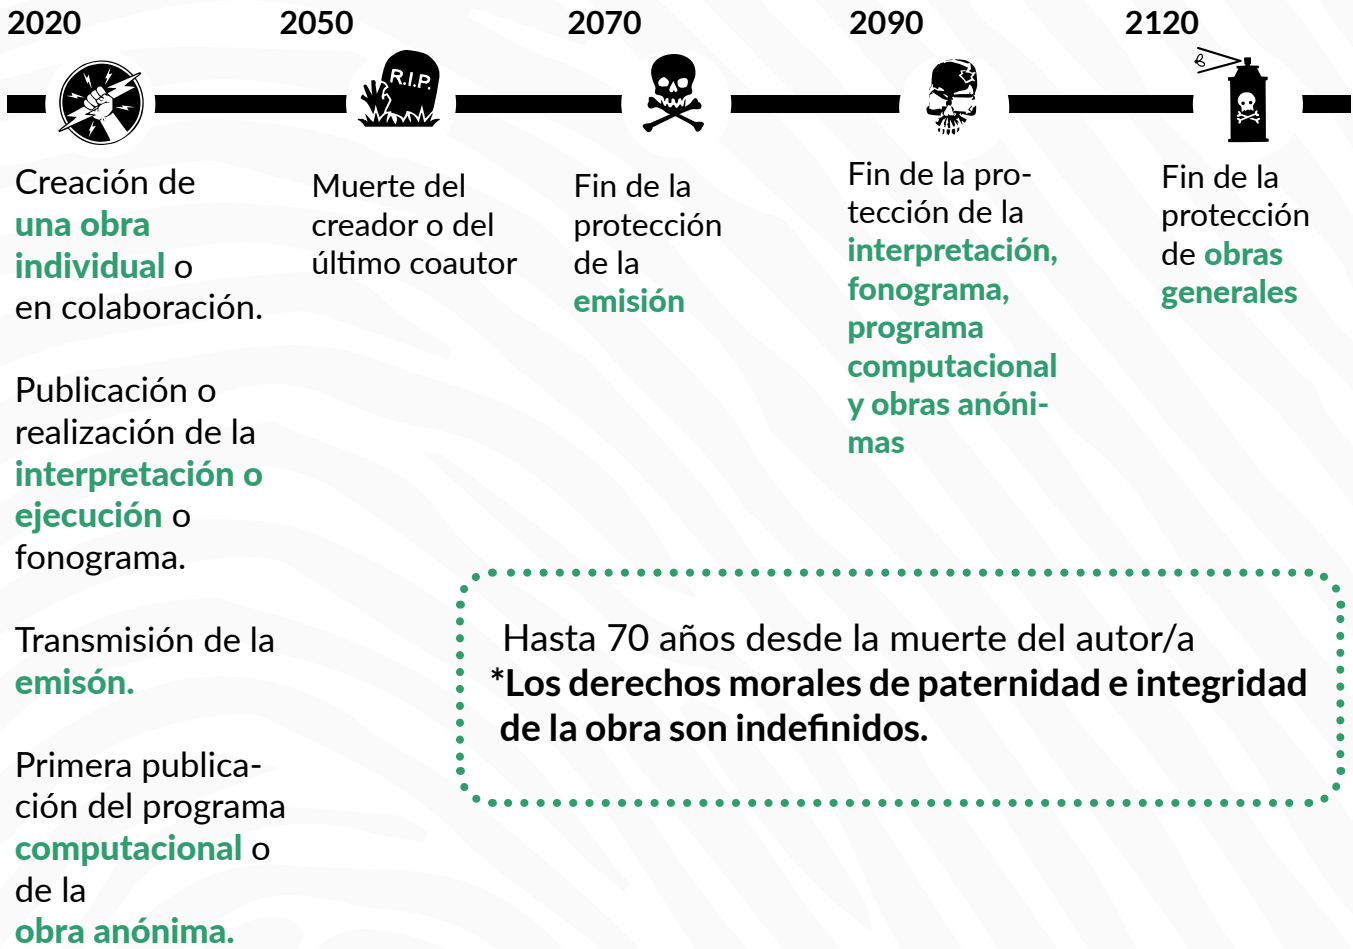 2020
2050
2070
2090
2120
R.I.P.
Creación de
una obra
individual o
en colaboración.
Publicación o
realización de la
interpretación o
ejecución o
fonograma.
Transmisión de la
emisón.
Primera publica-
ción del programa
computacional o
de la
obra anónima.
Muerte del
creador o del
último coautor
Fin de la
protección
de la
emisión
Fin de la pro-
tección de la
interpretación,
fonograma,
programa
computacional
y obras anóni-
mas
Fin de la
protección
de obras
generales
Hasta 70 años desde la muerte del autor/a
*Los derechos morales de paternidad e integridad
de la obra son indefinidos.